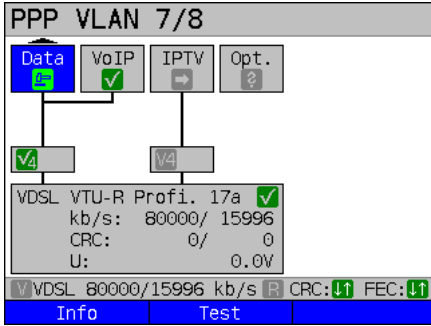 PPP VLAN 7/8
Data VoIP IPTV Opt.
?
V4 V4
VDSL VTU-R Profi. 17a
kb/s: 80000/ 15996
CRC: 0/ 0
U: 0.0V
V VDSL 80000/15996 kb/s R CRC: FEC:
Info Test